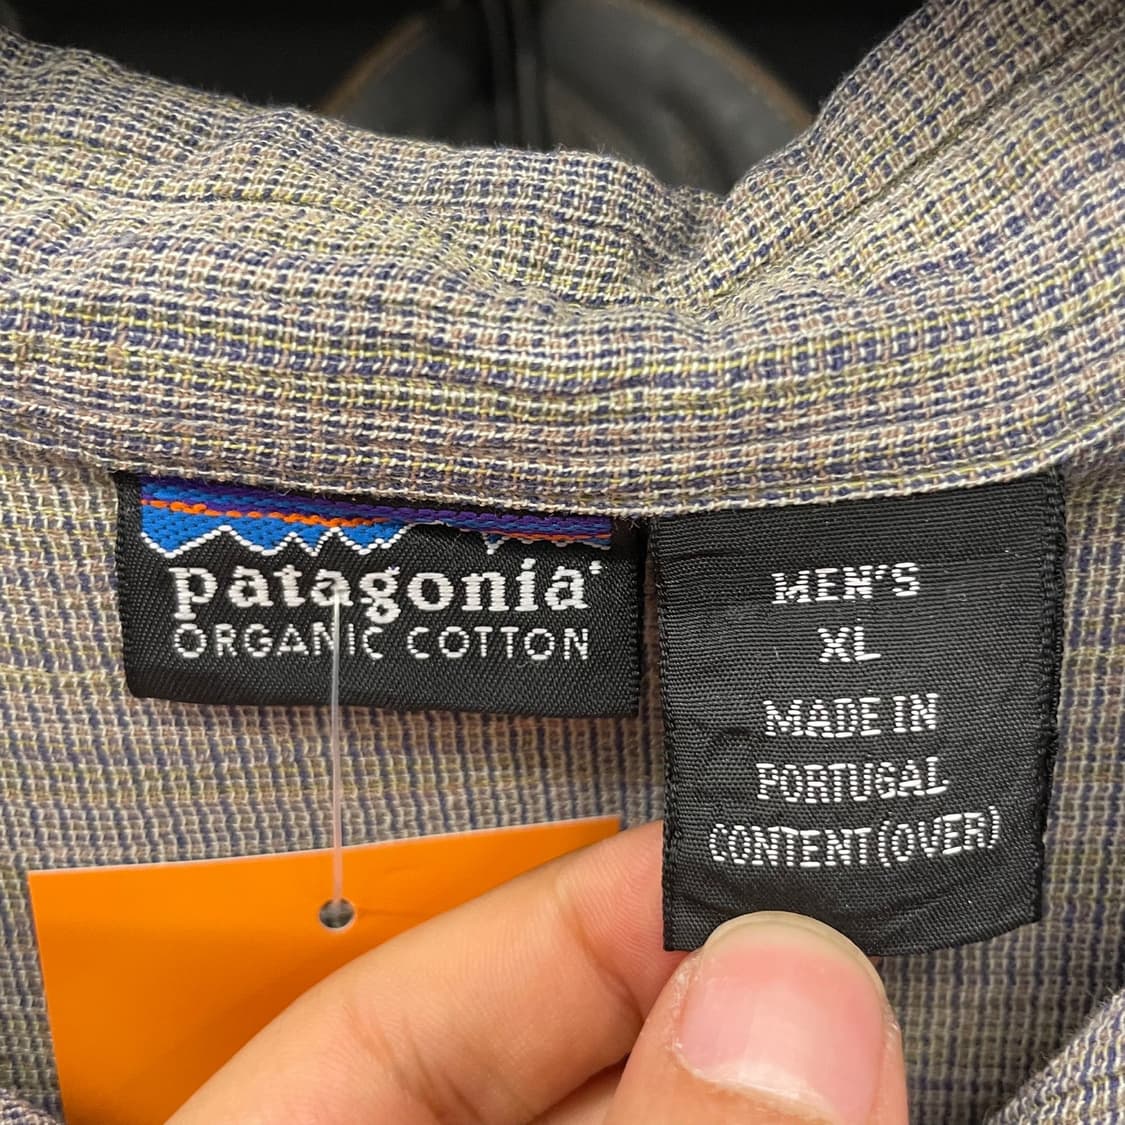 patagonia
ORGANIC COTTON
MEN'S
XL
MADE IN
PORTUGAL
CONTENT (OVER)